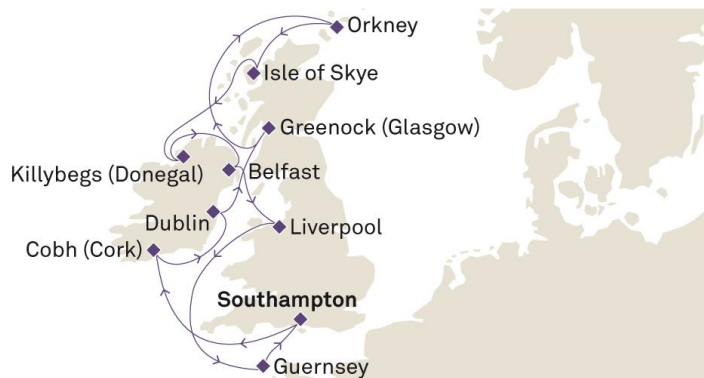 Orkney
Isle of Skye
Greenock (Glasgow)
Killybegs (Donegal)
Belfast
Dublin
Liverpool
Cobh (Cork)
Southampton
Guernsey